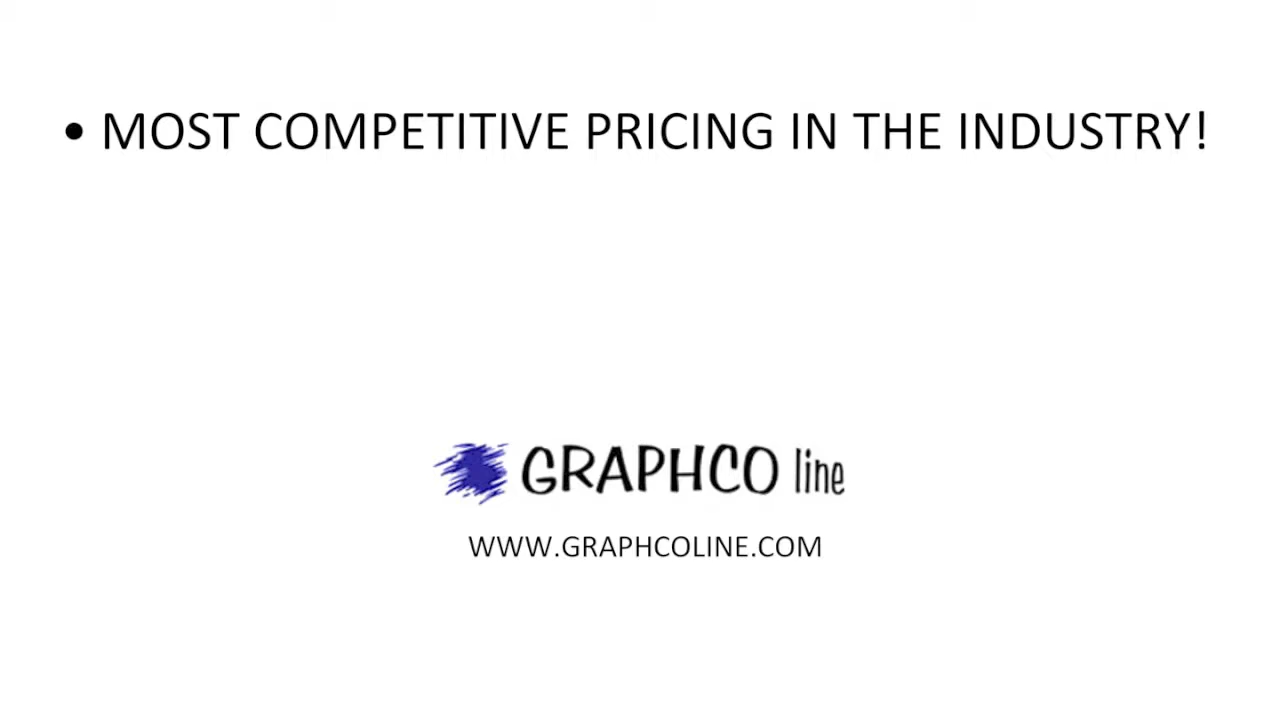 • MOST COMPETITIVE PRICING IN THE INDUSTRY!
GRAPHCO line
WWW.GRAPHCOLINE.COM